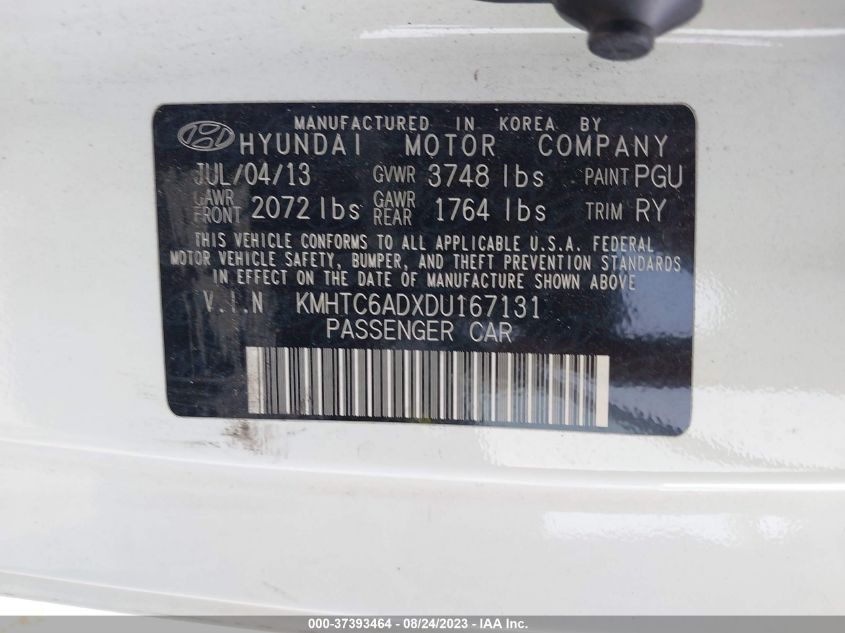 MANUFACTURED IN KOREA BY
HYUNDAI MOTOR COMPANY
JUL/04/13 GVWR 3748 lbs PAINT PGU
GAWR FRONT 2072 lbs GAWR REAR 1764 lbs TRIM RY
THIS VEHICLE CONFORMS TO ALL APPLICABLE U.S.A. FEDERAL
MOTOR VEHICLE SAFETY, BUMPER, AND THEFT PREVENTION STANDARDS
IN EFFECT ON THE DATE OF MANUFACTURE SHOWN ABOVE
V.I.N KMHTC6ADXDU167131
PASSENGER CAR
000-37393464 - 08/24/2023 - IAA Inc.